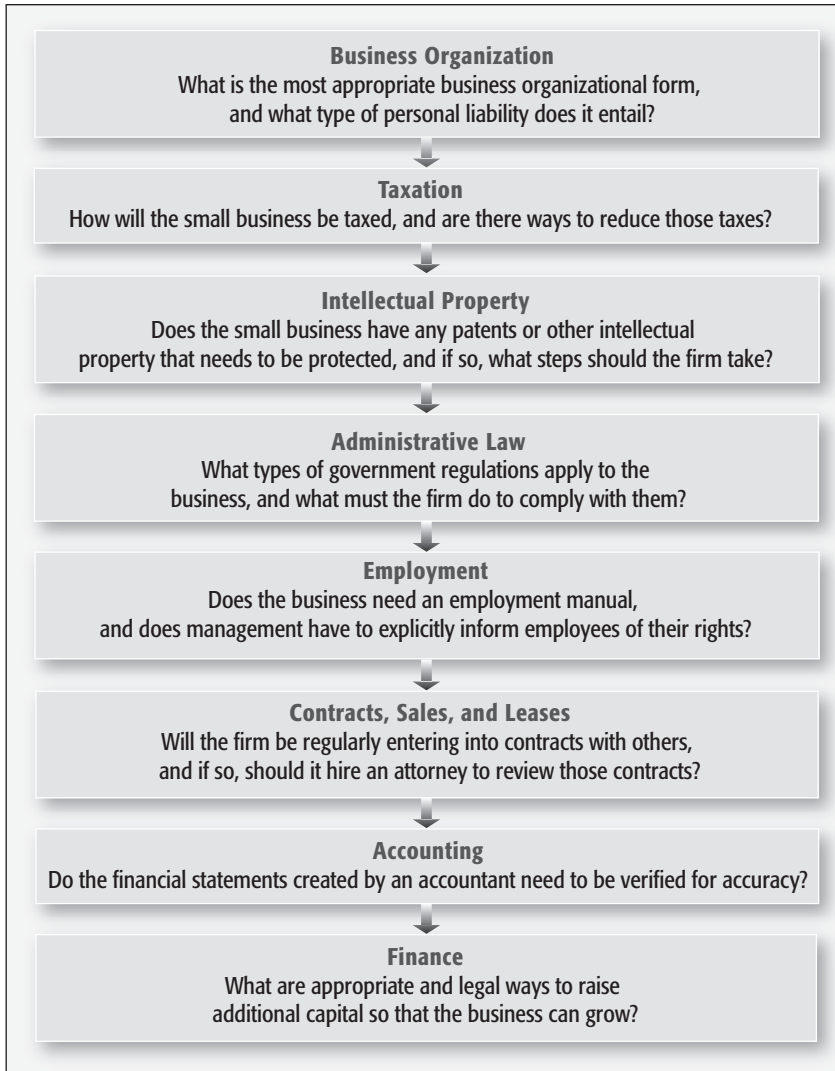 Business Organization
What is the most appropriate business organizational form,
and what type of personal liability does it entail?
Taxation
How will the small business be taxed, and are there ways to reduce those taxes?
Intellectual Property
Does the small business have any patents or other intellectual
property that needs to be protected, and if so, what steps should the firm take?
Administrative Law
What types of government regulations apply to the
business, and what must the firm do to comply with them?
Employment
Does the business need an employment manual,
and does management have to explicitly inform employees of their rights?
Contracts, Sales, and Leases
Will the firm be regularly entering into contracts with others,
and if so, should it hire an attorney to review those contracts?
Accounting
Do the financial statements created by an accountant need to be verified for accuracy?
Finance
What are appropriate and legal ways to raise
additional capital so that the business can grow?